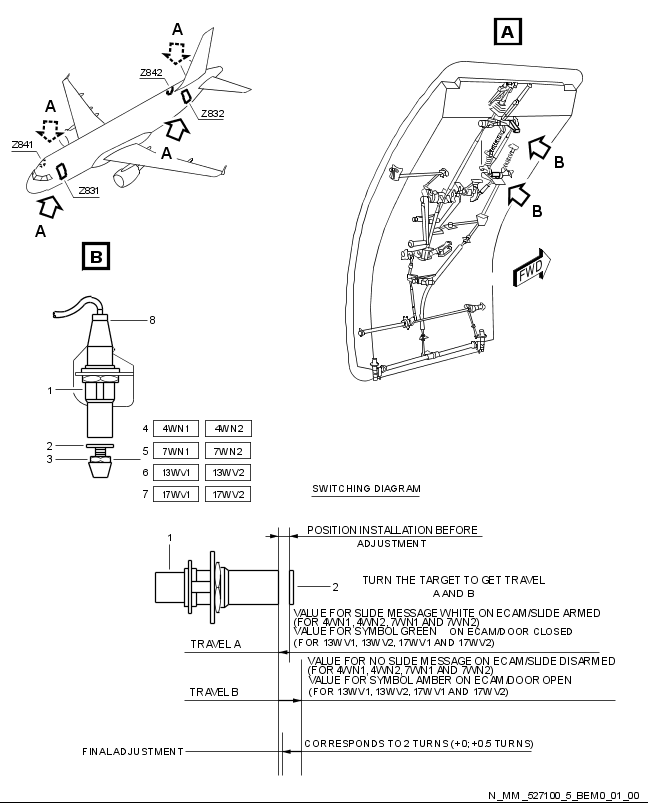 A
A
Z842
Z832
A
A
Z841
Z831
A
B
B
FWD
B
8
1
2
3
4 4WN1 4WN2
5 7WN1 7WN2
6 13WV1 13WV2
7 17WV1 17WV2
SWITCHING DIAGRAM
POSITION INSTALLATION BEFORE
ADJUSTMENT
1
2
TURN THE TARGET TO GET TRAVEL
A AND B
VALUE FOR SLIDE MESSAGE WHITE ON ECAM/SLIDE ARMED
(FOR 4WN1, 4WN2, 7WN1 AND 7WN2)
VALUE FOR SYMBOL GREEN ON ECAM/DOOR CLOSED
(FOR 13WV1, 13WV2, 17WV1 AND 17WV2)
TRAVEL A
VALUE FOR NO SLIDE MESSAGE ON ECAM/SLIDE DISARMED
(FOR 4WN1, 4WN2, 7WN1 AND 7WN2)
VALUE FOR SYMBOL AMBER ON ECAM/DOOR OPEN
(FOR 13WV1, 13WV2, 17WV1 AND 17WV2)
TRAVEL B
CORRESPONDS TO 2 TURNS (+0; +0.5 TURNS)
FINAL ADJUSTMENT
N_MM_527100_5_BEM0_01_00